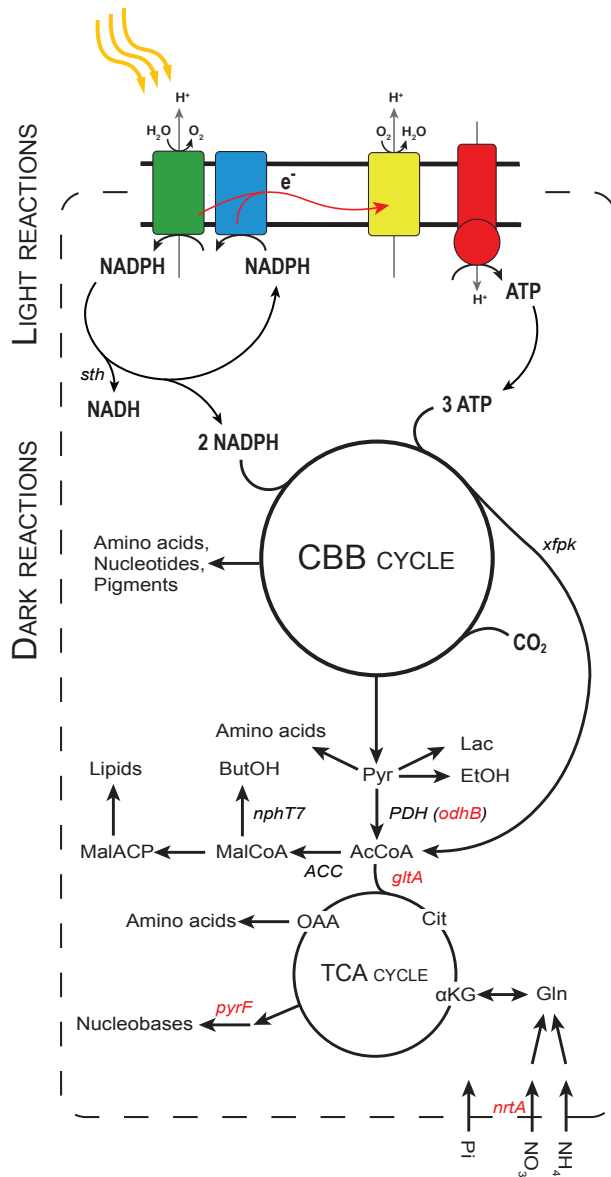 LIGHT REACTIONS
DARK REACTIONS
H⁺
H₂O
O₂
H⁺
O₂
H₂O
e⁻
NADPH
NADPH
H⁺
ATP
sth
NADH
2 NADPH
3 ATP
CBB CYCLE
xfpk
Amino acids,
Nucleotides,
Pigments
CO₂
Amino acids
Lac
Pyr
EtOH
Lipids
ButOH
nphT7
PDH (odhB)
MalACP
MalCoA
ACC
AcCoA
gltA
Amino acids
OAA
Cit
TCA CYCLE
αKG
Gln
pyrF
Nucleobases
nrtA
Pi
NO₃
NH₄